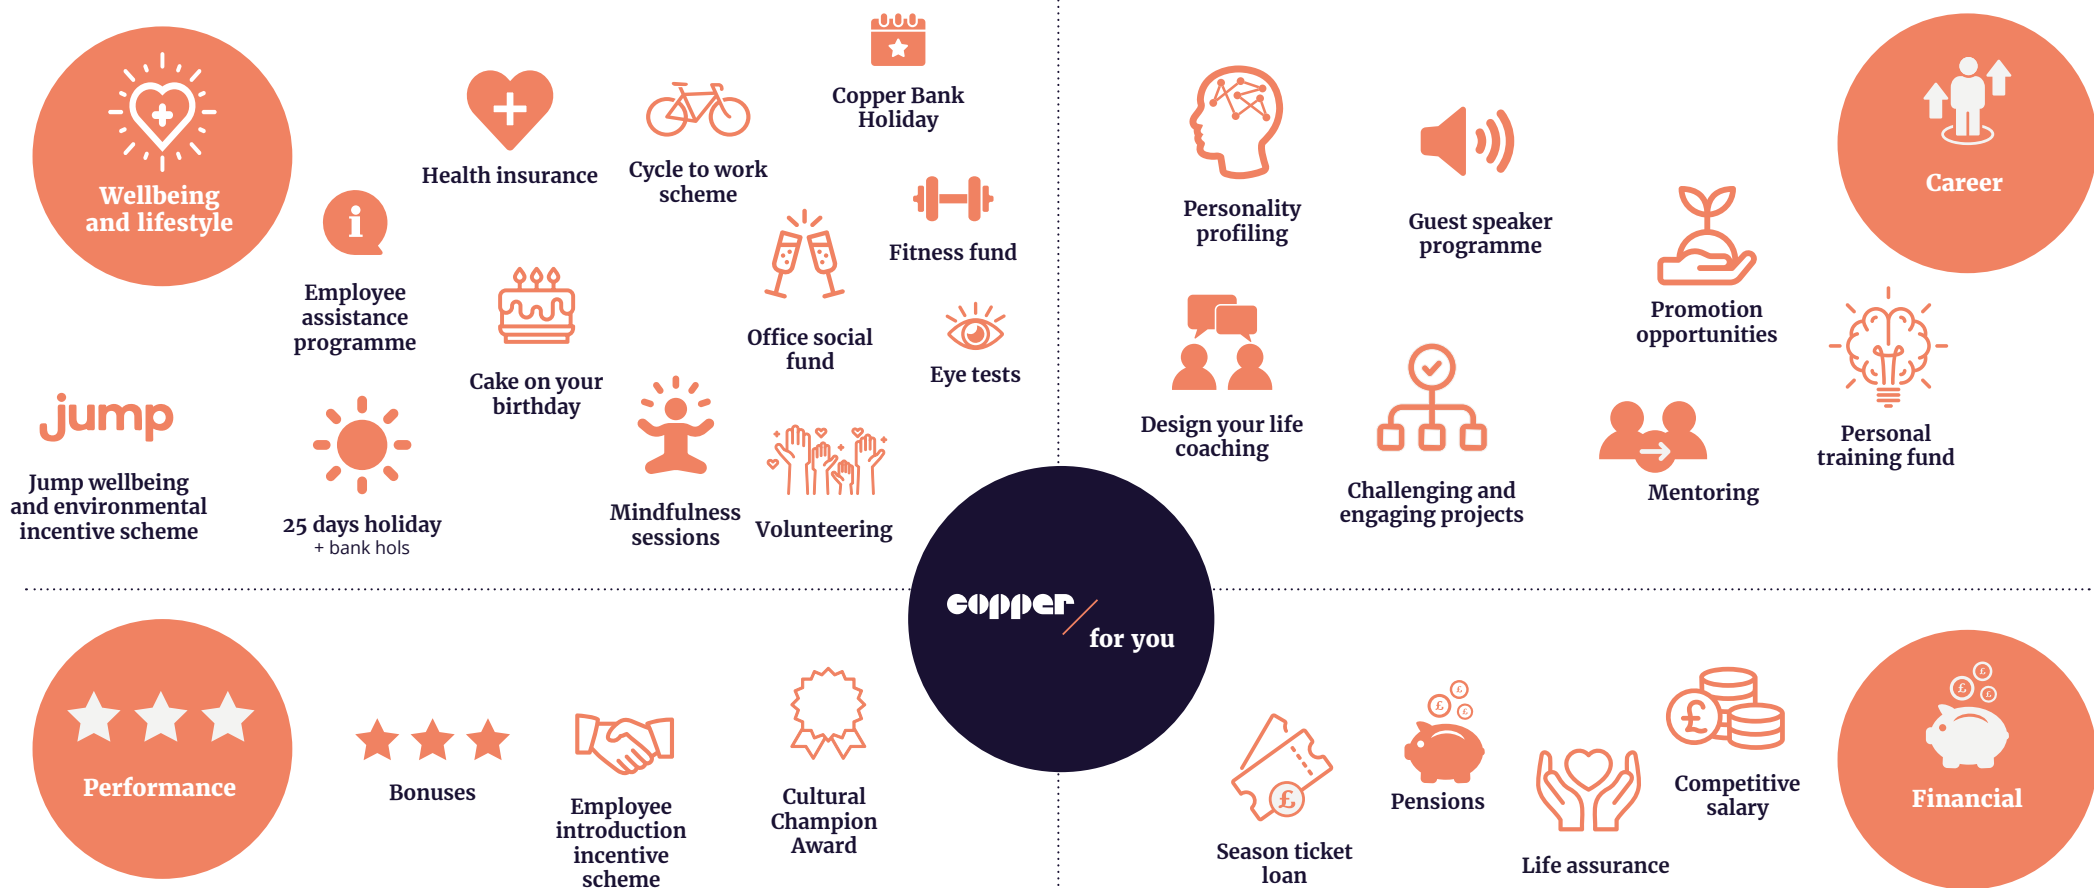 Wellbeing
and lifestyle
Health insurance
Cycle to work
scheme
Copper Bank
Holiday
i
Employee
assistance
programme
Cake on your
birthday
Office social
fund
Fitness fund
Eye tests
jump
Jump wellbeing
and environmental
incentive scheme
25 days holiday
+ bank hols
Mindfulness
sessions
Volunteering
Personality
profiling
Guest speaker
programme
Promotion
opportunities
Career
Design your life
coaching
Challenging and
engaging projects
Mentoring
Personal
training fund
copper
for you
Performance
Bonuses
Employee
introduction
incentive
scheme
Cultural
Champion
Award
£
Season ticket
loan
£
£
£
Pensions
Life assurance
£
Competitive
salary
£
£
£
Financial